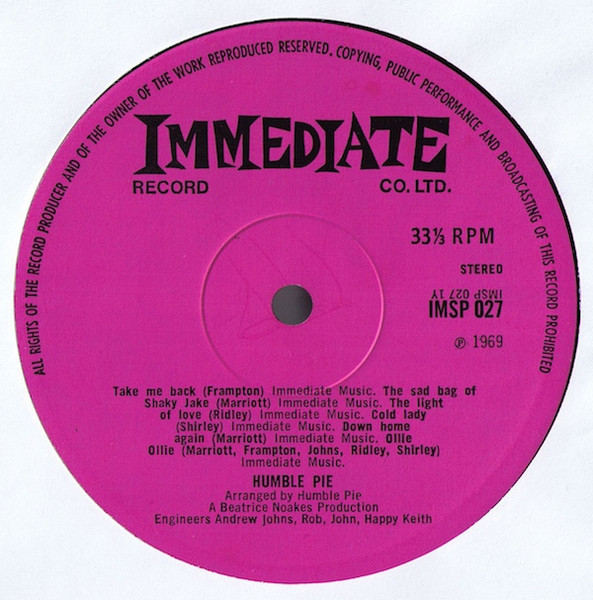 ALL RIGHTS OF THE RECORD PRODUCER AND OF THE OWNER OF THE WORK REPRODUCED RESERVED. COPYING, PUBLIC PERFORMANCE AND BROADCASTING OF THIS RECORD PROHIBITED
IMMEDIATE
RECORD CO. LTD.
33⅓ RPM
STEREO
IMSP 027 1Y
IMSP 027
℗ 1969
Take me back (Frampton) Immediate Music. The sad bag of
Shaky Jake (Marriott) Immediate Music. The light
of love (Ridley) Immediate Music. Cold lady
(Shirley) Immediate Music. Down home
again (Marriott) Immediate Music. Ollie
Ollie (Marriott, Frampton, Johns, Ridley, Shirley)
Immediate Music.
HUMBLE PIE
Arranged by Humble Pie
A Beatrice Noakes Production
Engineers Andrew Johns, Rob, John, Happy Keith